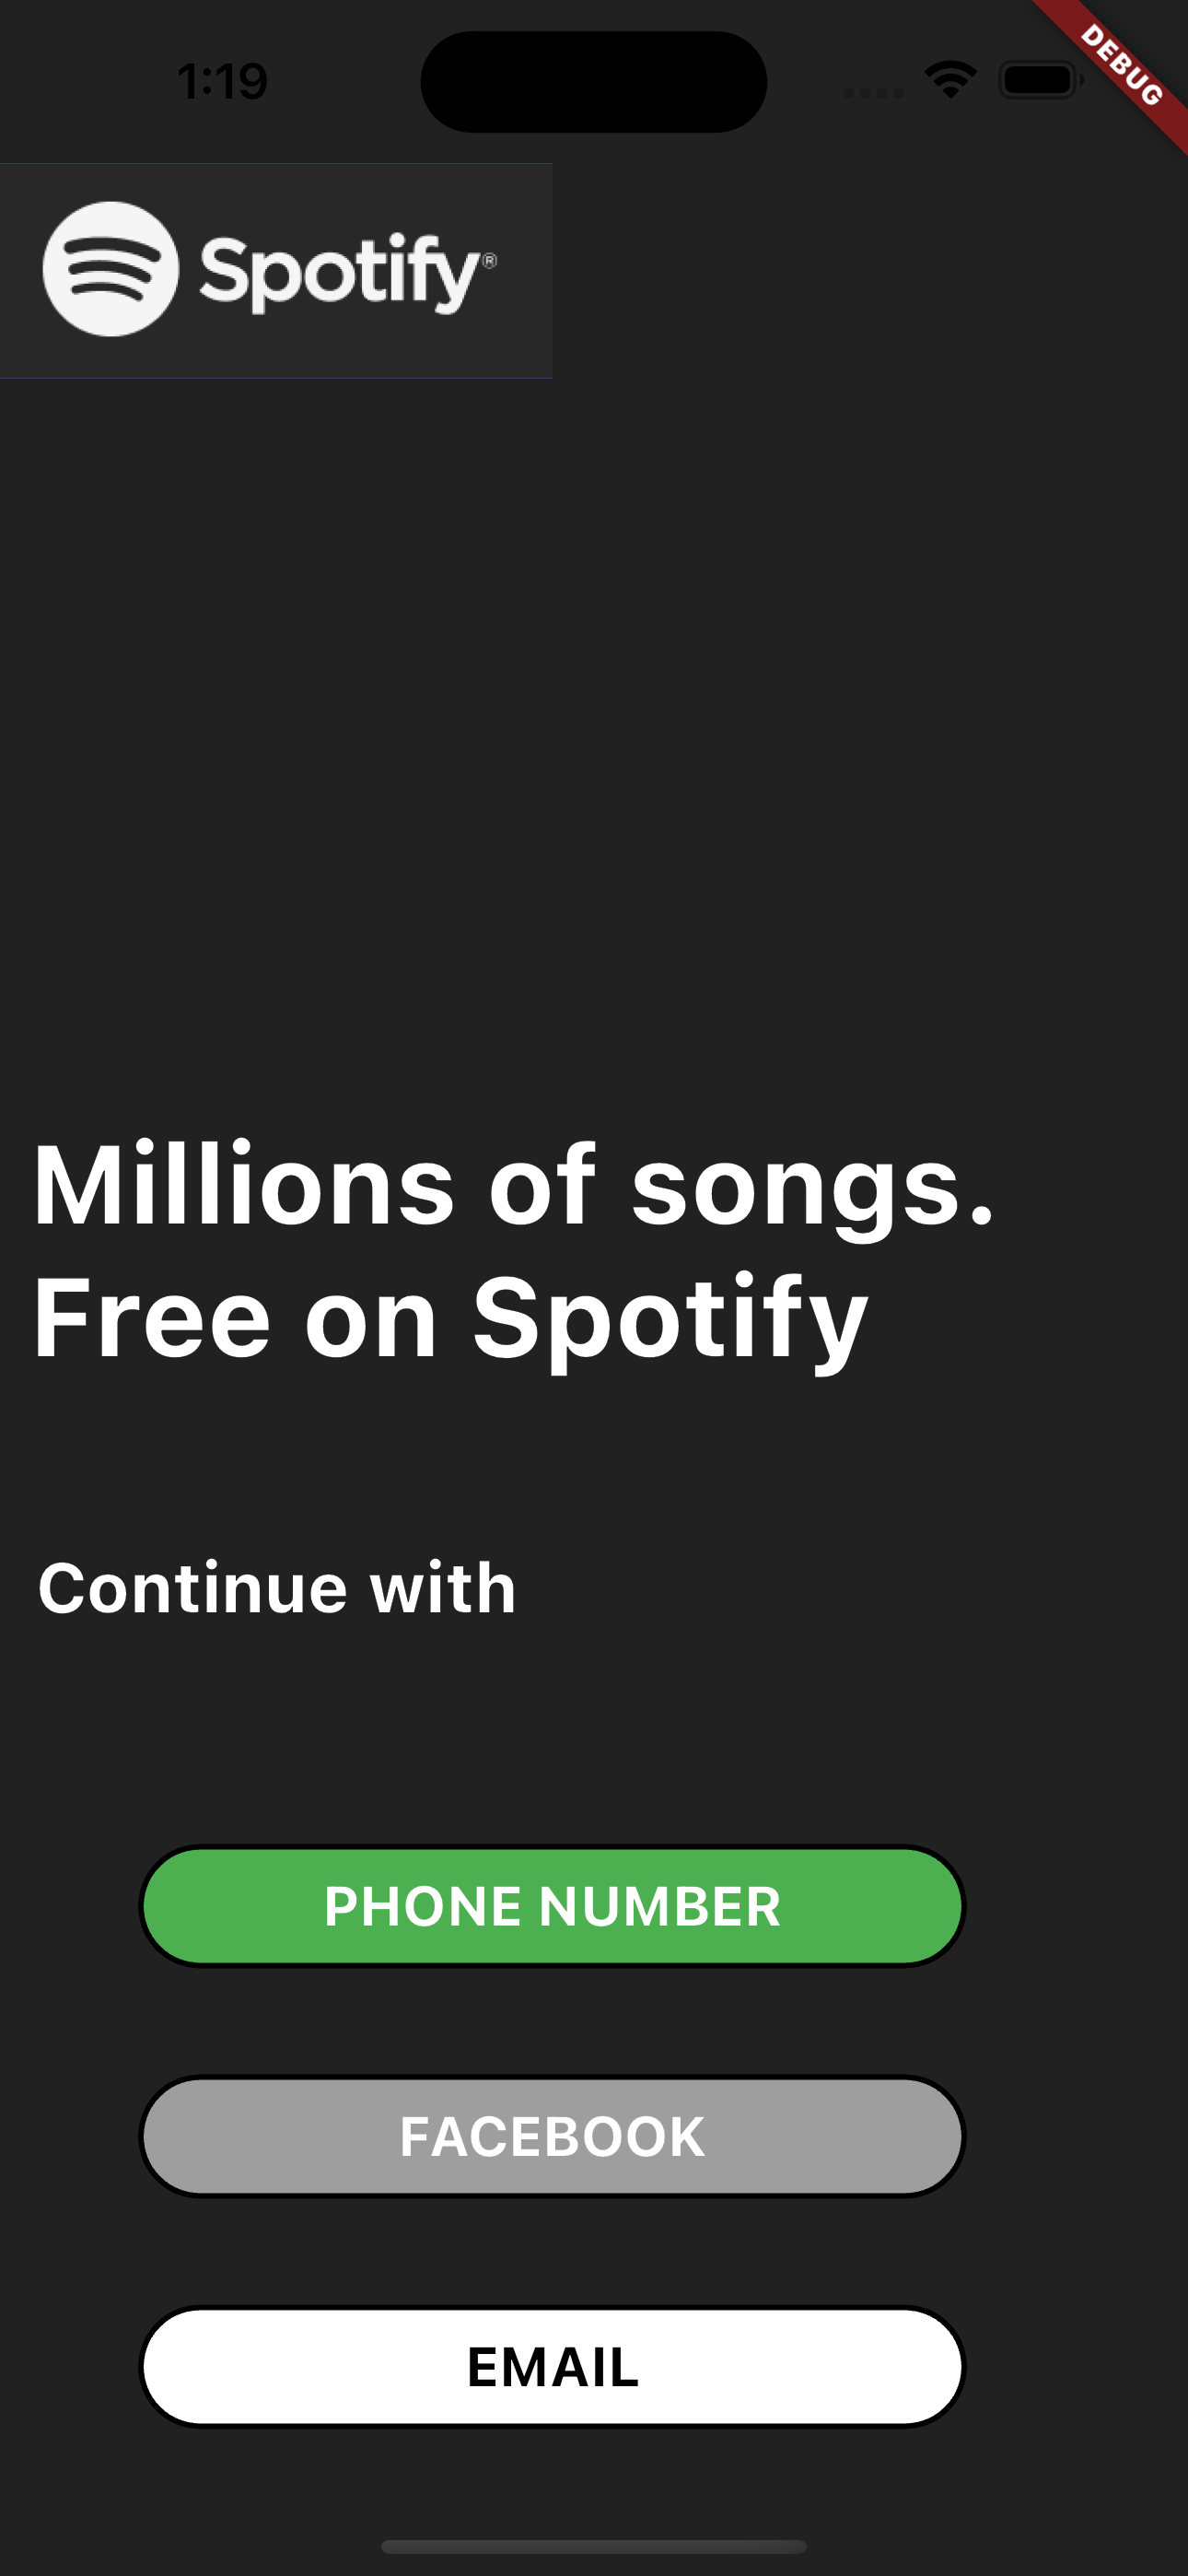 1:19
DEBUG
Spotify®
Millions of songs.
Free on Spotify
Continue with
PHONE NUMBER
FACEBOOK
EMAIL